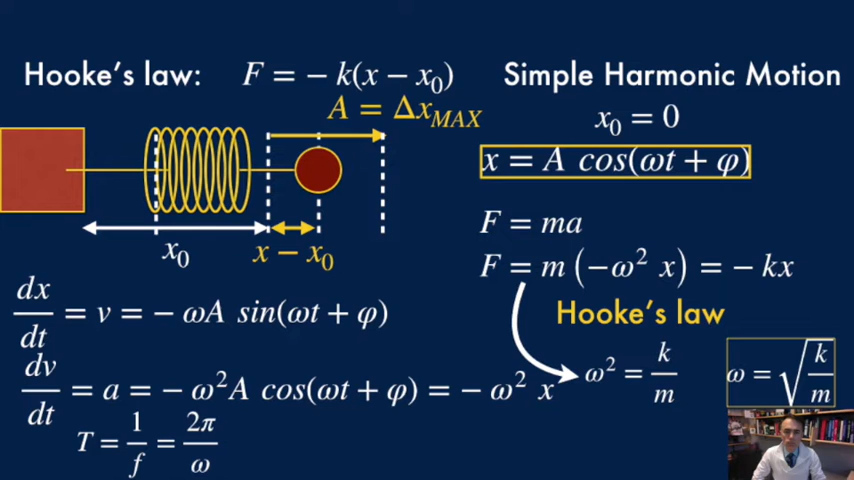 Hooke's law: F = − k(x − x₀)
A = Δx_MAX
x₀
x − x₀
dx/dt = v = − ωA sin(ωt + φ)
dv/dt = a = − ω²A cos(ωt + φ) = − ω² x
T = 1/f = 2π/ω
Simple Harmonic Motion
x₀ = 0
x = A cos(ωt + φ)
F = ma
F = m (−ω² x) = − kx
Hooke's law
ω² = k/m
ω = √(k/m)